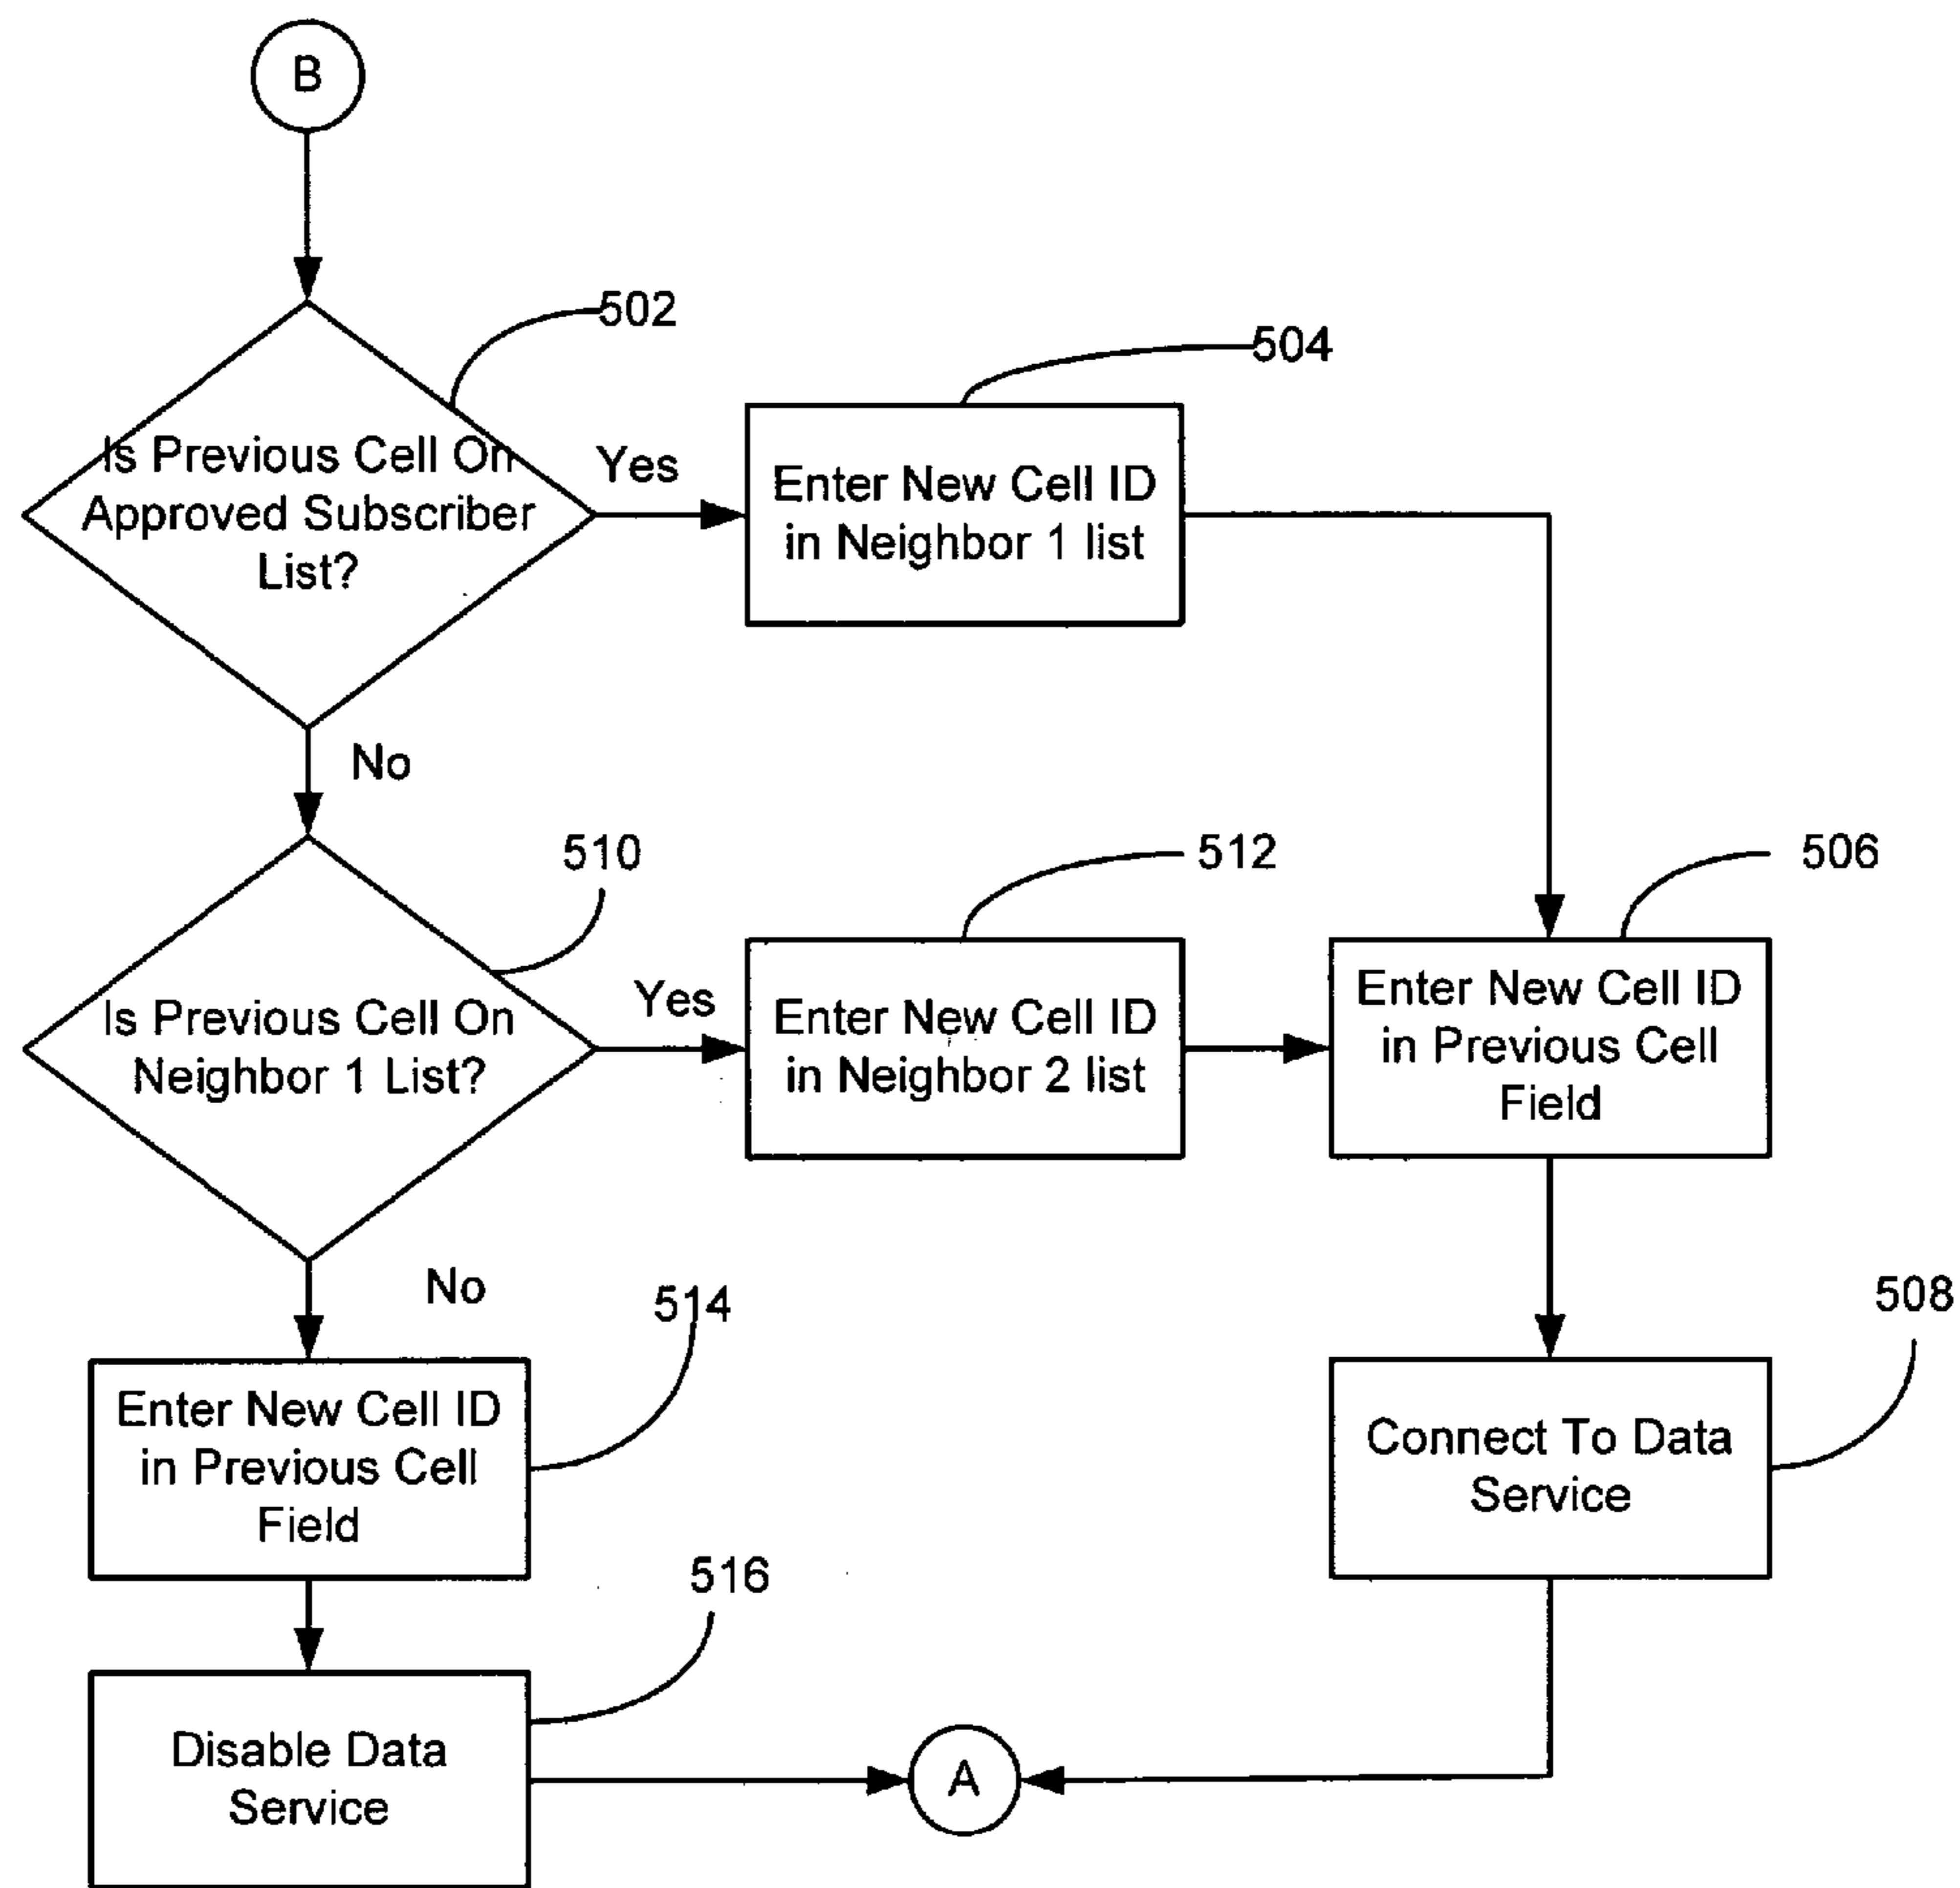 B
502
504
Is Previous Cell On
Approved Subscriber
List?
Yes
Enter New Cell ID
in Neighbor 1 list
No
510
512
506
Is Previous Cell On
Neighbor 1 List?
Yes
Enter New Cell ID
in Neighbor 2 list
Enter New Cell ID
in Previous Cell
Field
No
514
508
Enter New Cell ID
in Previous Cell
Field
Connect To Data
Service
516
Disable Data
Service
A